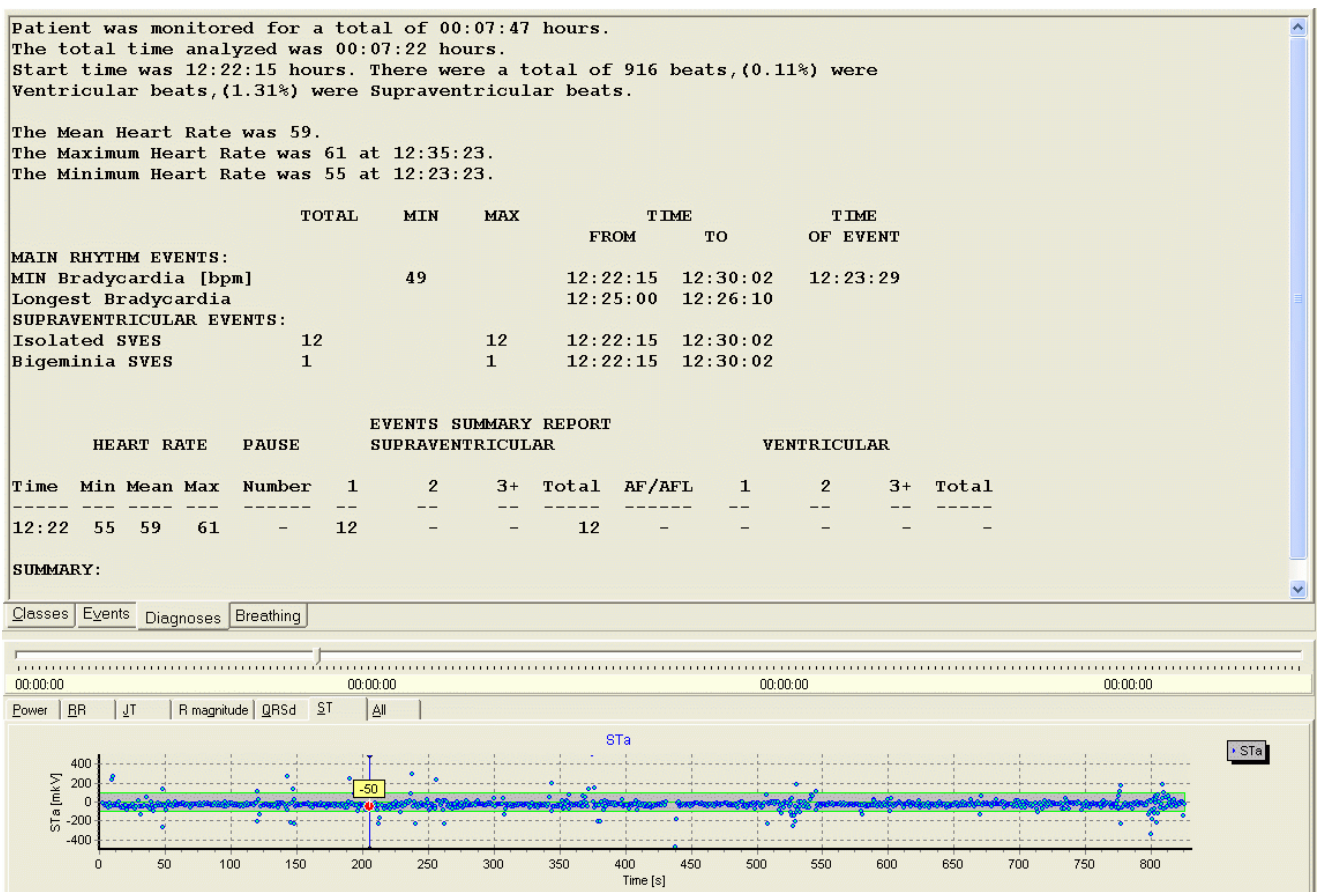 Patient was monitored for a total of 00:07:47 hours.
The total time analyzed was 00:07:22 hours.
Start time was 12:22:15 hours. There were a total of 916 beats,(0.11%) were
Ventricular beats,(1.31%) were Supraventricular beats.
The Mean Heart Rate was 59.
The Maximum Heart Rate was 61 at 12:35:23.
The Minimum Heart Rate was 55 at 12:23:23.
TOTAL MIN MAX TIME TIME
FROM TO OF EVENT
MAIN RHYTHM EVENTS:
MIN Bradycardia [bpm] 49 12:22:15 12:30:02 12:23:29
Longest Bradycardia 12:25:00 12:26:10
SUPRAVENTRICULAR EVENTS:
Isolated SVES 12 12 12:22:15 12:30:02
Bigeminia SVES 1 1 12:22:15 12:30:02
EVENTS SUMMARY REPORT
HEART RATE PAUSE SUPRAVENTRICULAR VENTRICULAR
Time Min Mean Max Number 1 2 3+ Total AF/AFL 1 2 3+ Total
----- --- ---- --- ------ -- -- -- ----- ------ -- -- -- -----
12:22 55 59 61 - 12 - - 12 - - - - -
SUMMARY:
Classes Events Diagnoses Breathing
00:00:00 00:00:00 00:00:00 00:00:00
Power RR JT R magnitude QRSd ST All
STa
STa
400
200
0
-200
-400
STa [mkV]
-50
0 50 100 150 200 250 300 350 400 450 500 550 600 650 700 750 800
Time [s]